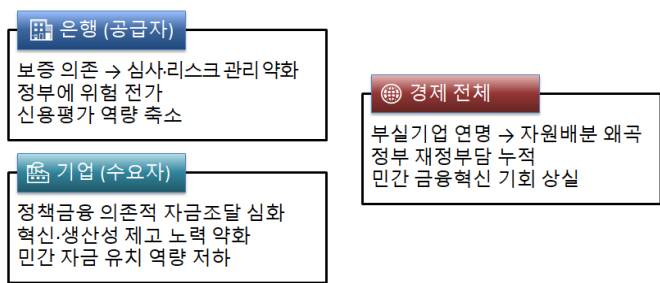 은행 (공급자)
보증 의존 → 심사·리스크 관리 약화
정부에 위험 전가
신용평가 역량 축소
기업 (수요자)
정책금융 의존적 자금조달 심화
혁신·생산성 제고 노력 약화
민간 자금 유치 역량 저하
경제 전체
부실기업 연명 → 자원배분 왜곡
정부 재정부담 누적
민간 금융혁신 기회 상실